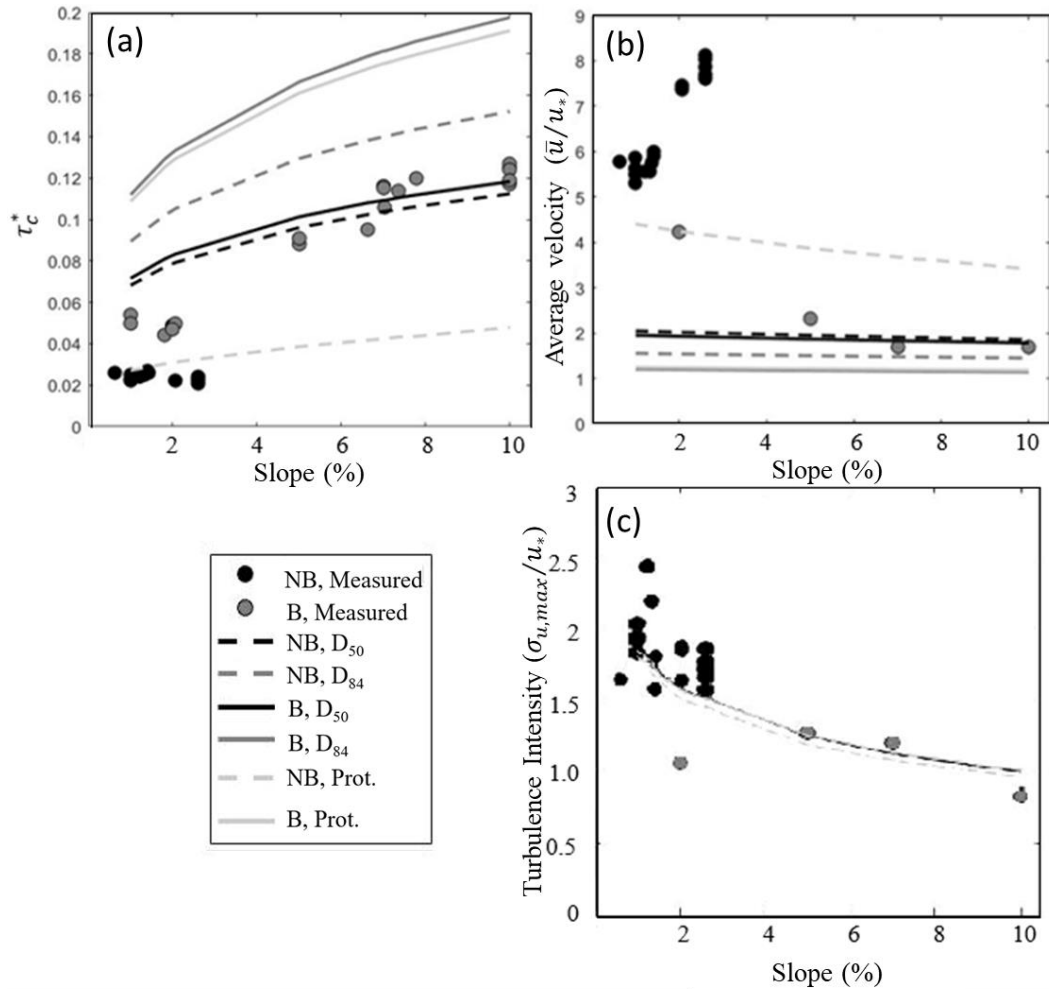 (a)
0.2
0.18
0.16
0.14
0.12
0.1
0.08
0.06
0.04
0.02
0
τ*c
2
4
6
8
10
Slope (%)
(b)
9
8
7
6
5
4
3
2
1
0
Average velocity (ū/u*)
2
4
6
8
10
Slope (%)
NB, Measured
B, Measured
NB, D50
NB, D84
B, D50
B, D84
NB, Prot.
B, Prot.
(c)
3
2.5
2
1.5
1.0
0.5
0
Turbulence Intensity (σu,max/u*)
2
4
6
8
10
Slope (%)